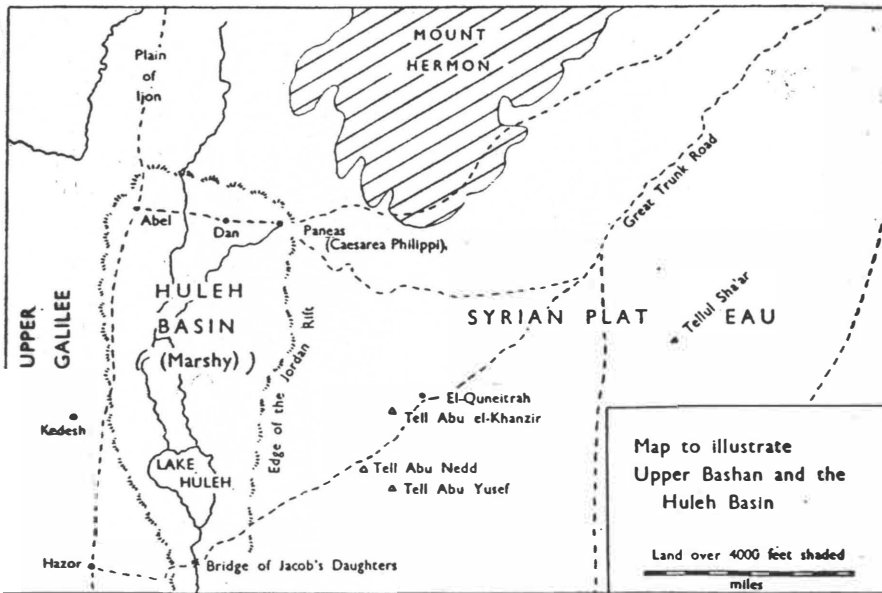 MOUNT
HERMON
Plain
of
Ijon
Great Trunk Road
Abel
Dan
Paneas
(Caesarea Philippi).
HULEH
BASIN
(Marshy)
UPPER
GALILEE
Edge of the Jordan Rift
SYRIAN PLATEAU
Tellul Sha'ar
El-Quneitrah
Tell Abu el-Khanzir
Kedesh
LAKE
HULEH
Tell Abu Nedd
Tell Abu Yusef
Hazor
Bridge of Jacob's Daughters
Map to illustrate
Upper Bashan and the
Huleh Basin
Land over 4000 feet shaded
miles